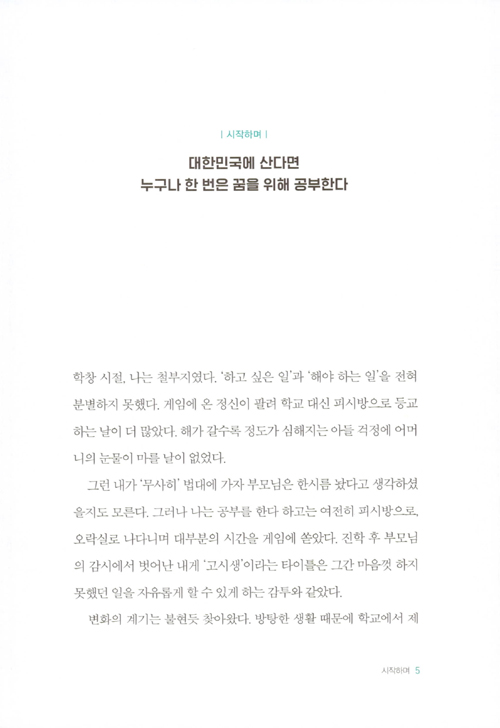 | 시작하며 |
대한민국에 산다면
누구나 한 번은 꿈을 위해 공부한다
학창 시절, 나는 철부지였다. ‘하고 싶은 일’과 ‘해야 하는 일’을 전혀
분별하지 못했다. 게임에 온 정신이 팔려 학교 대신 피시방으로 등교
하는 날이 더 많았다. 해가 갈수록 정도가 심해지는 아들 걱정에 어머
니의 눈물이 마를 날이 없었다.
그런 내가 ‘무사히’ 법대에 가자 부모님은 한시름 놨다고 생각하셨
을지도 모른다. 그러나 나는 공부를 한다 하고는 여전히 피시방으로,
오락실로 나다니며 대부분의 시간을 게임에 쏟았다. 진학 후 부모님
의 감시에서 벗어난 내게 ‘고시생’이라는 타이틀은 그간 마음껏 하지
못했던 일을 자유롭게 할 수 있게 하는 감투와 같았다.
변화의 계기는 불현듯 찾아왔다. 방탕한 생활 때문에 학교에서 제
시작하며 5